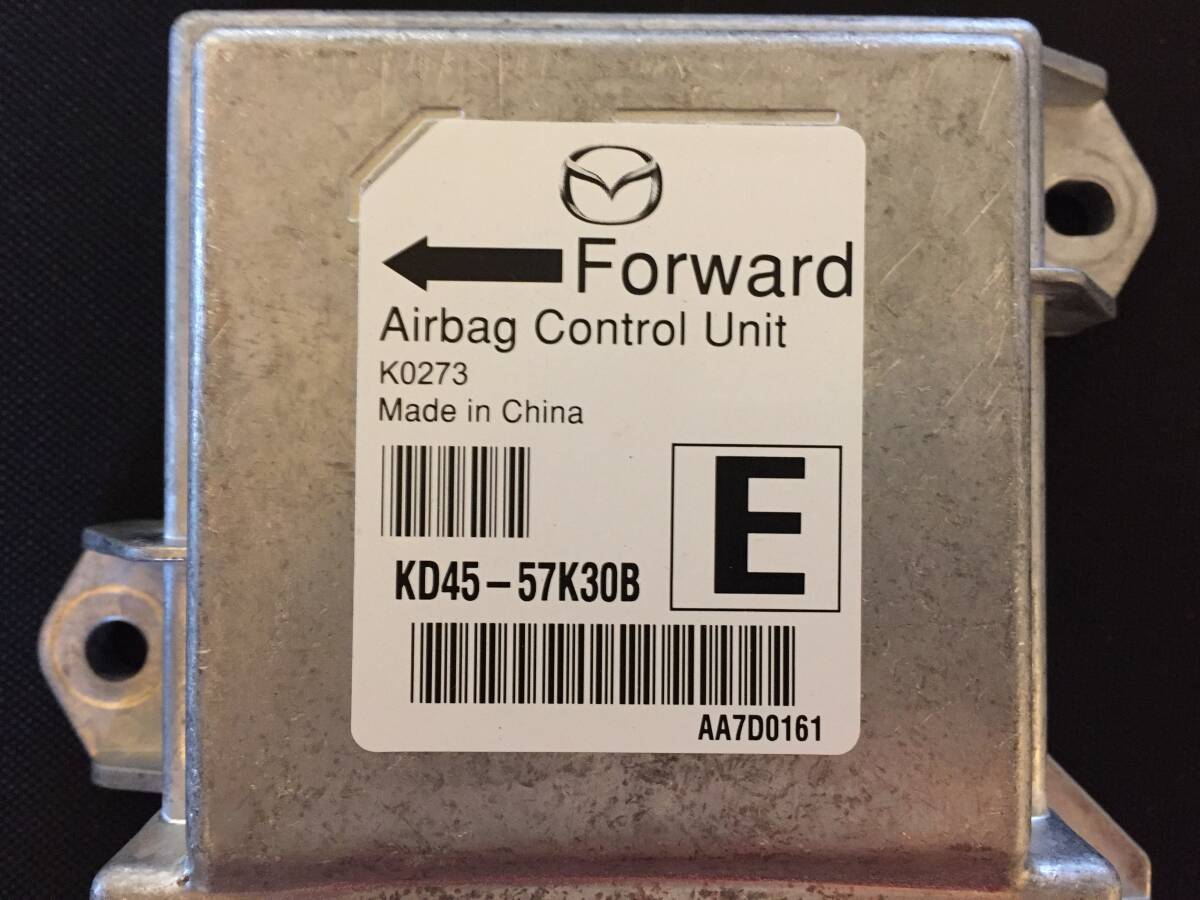 Forward
Airbag Control Unit
K0273
Made in China
E
KD45-57K30B
AA7D0161